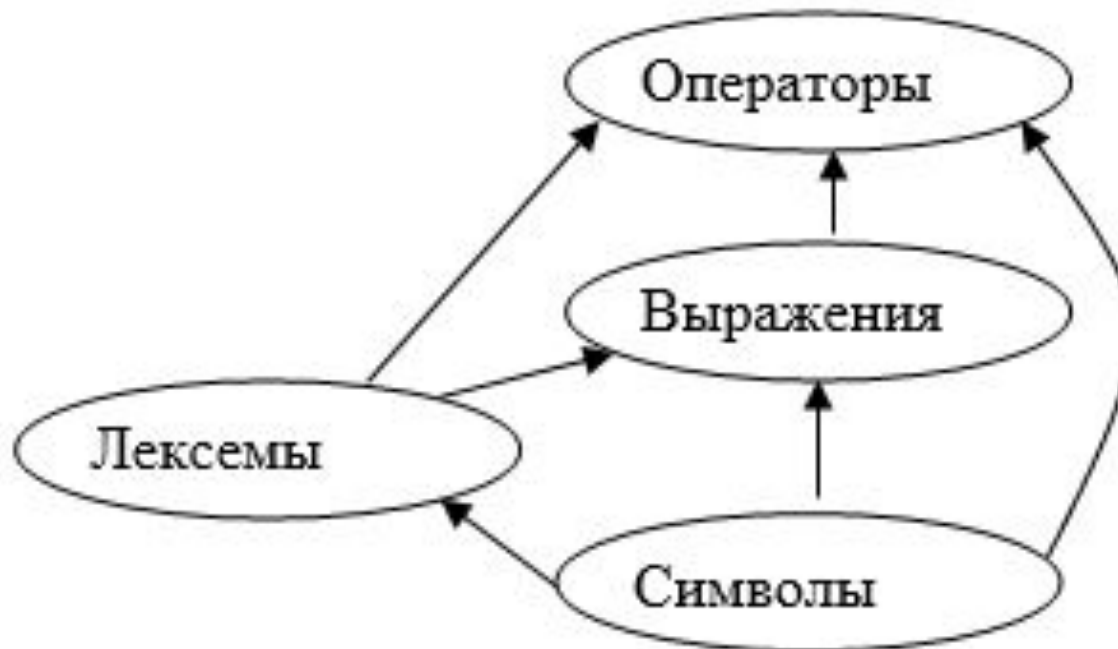 Операторы
Выражения
Лексемы
Символы